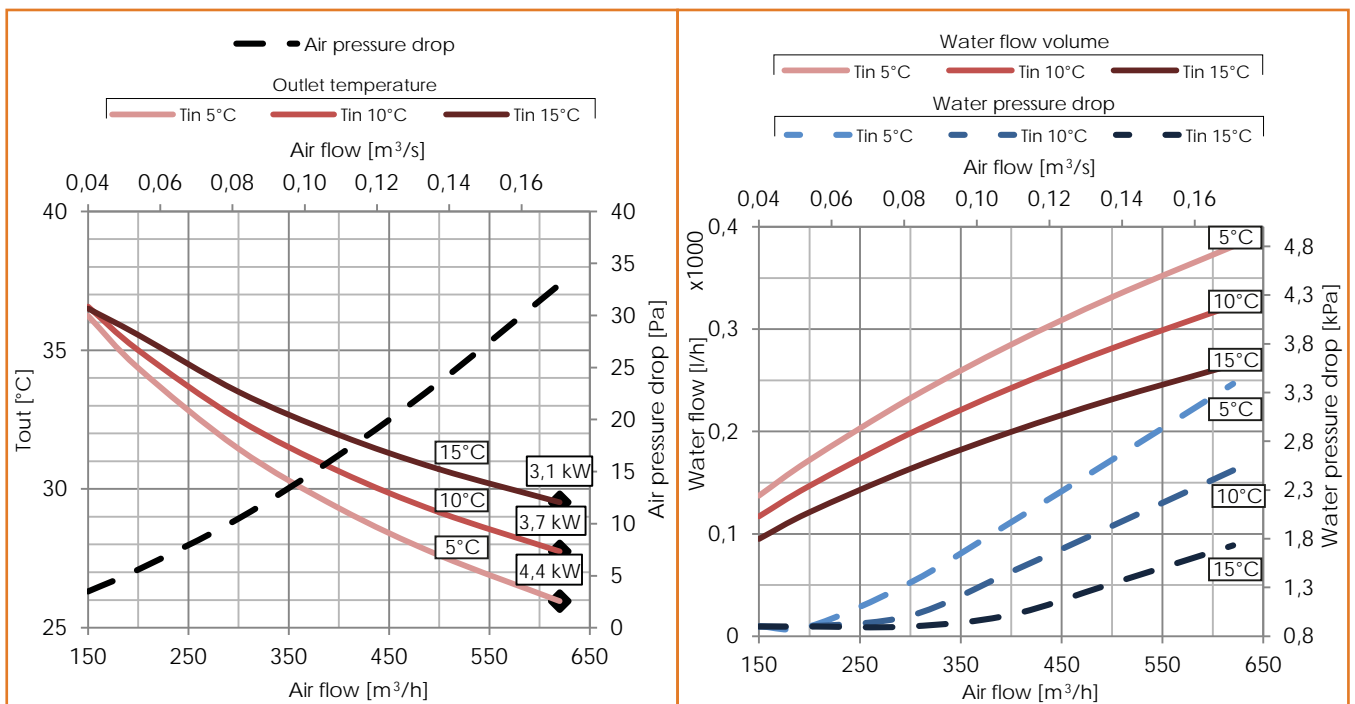 Air pressure drop
Outlet temperature
Tin 5°C Tin 10°C Tin 15°C
Air flow [m³/s]
0,04 0,06 0,08 0,10 0,12 0,14 0,16
40 40
35
35 30
25
Tout [°C]
Air pressure drop [Pa]
20
30 15
10
5
25 0
15°C
10°C
5°C
3,1 kW
3,7 kW
4,4 kW
150 250 350 450 550 650
Air flow [m³/h]
Water flow volume
Tin 5°C Tin 10°C Tin 15°C
Water pressure drop
Tin 5°C Tin 10°C Tin 15°C
Air flow [m³/s]
0,04 0,06 0,08 0,10 0,12 0,14 0,16
x1000
Water flow [l/h]
0,4
0,3
0,2
0,1
0
5°C
10°C
15°C
5°C
10°C
15°C
4,8
4,3
3,8
3,3
2,8
2,3
1,8
1,3
0,8
Water pressure drop [kPa]
150 250 350 450 550 650
Air flow [m³/h]